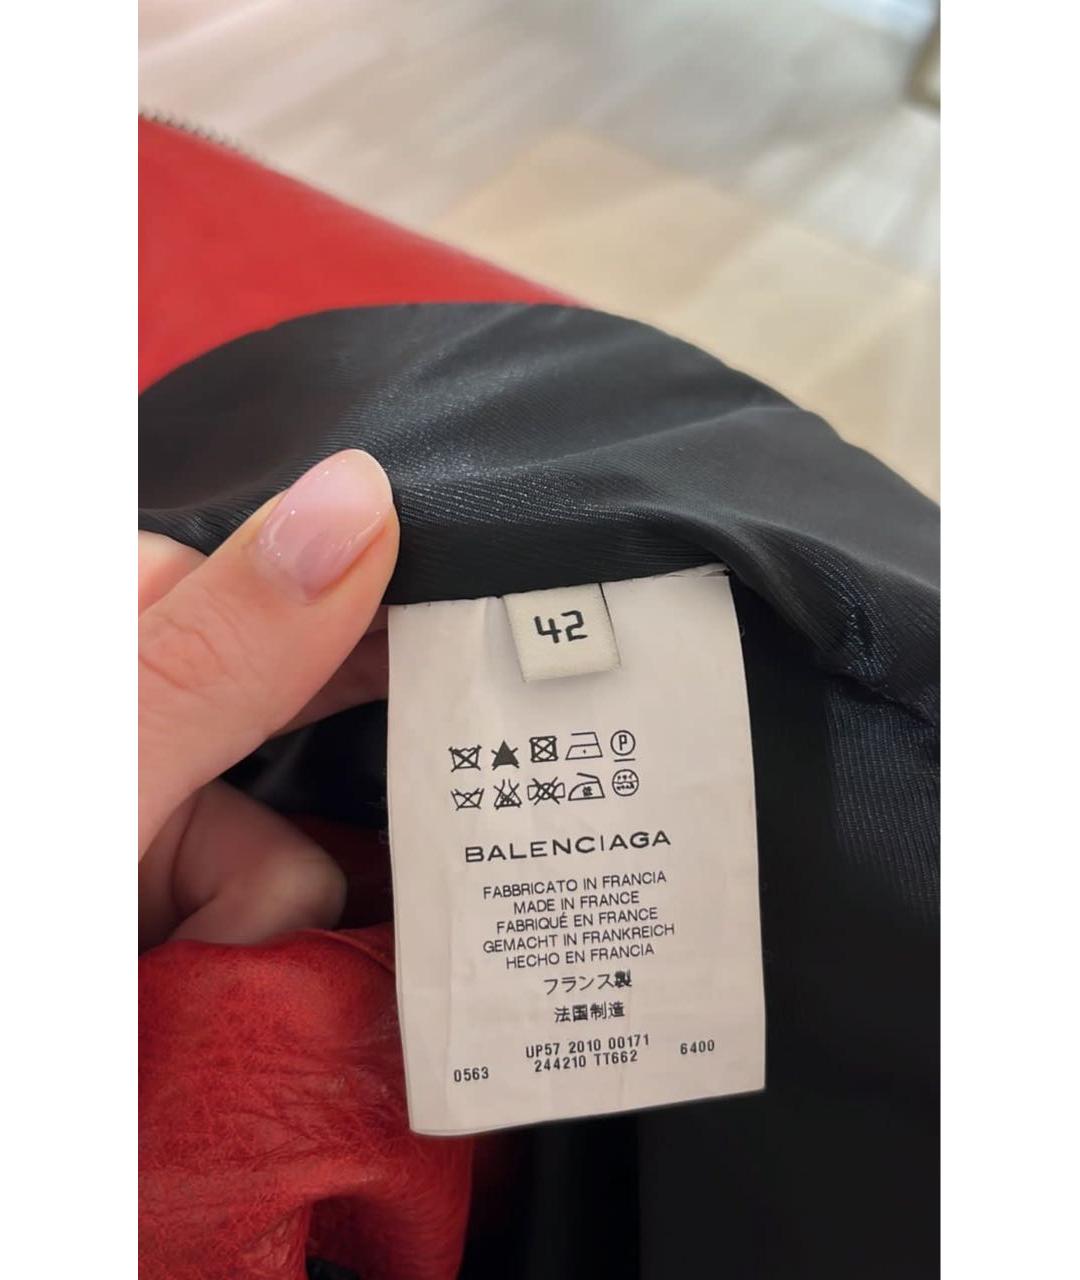 42
P
BALENCIAGA
FABBRICATO IN FRANCIA
MADE IN FRANCE
FABRIQUÉ EN FRANCE
GEMACHT IN FRANKREICH
HECHO EN FRANCIA
フランス製
法国制造
UP57 2010 00171
0563 244210 TT662 6400